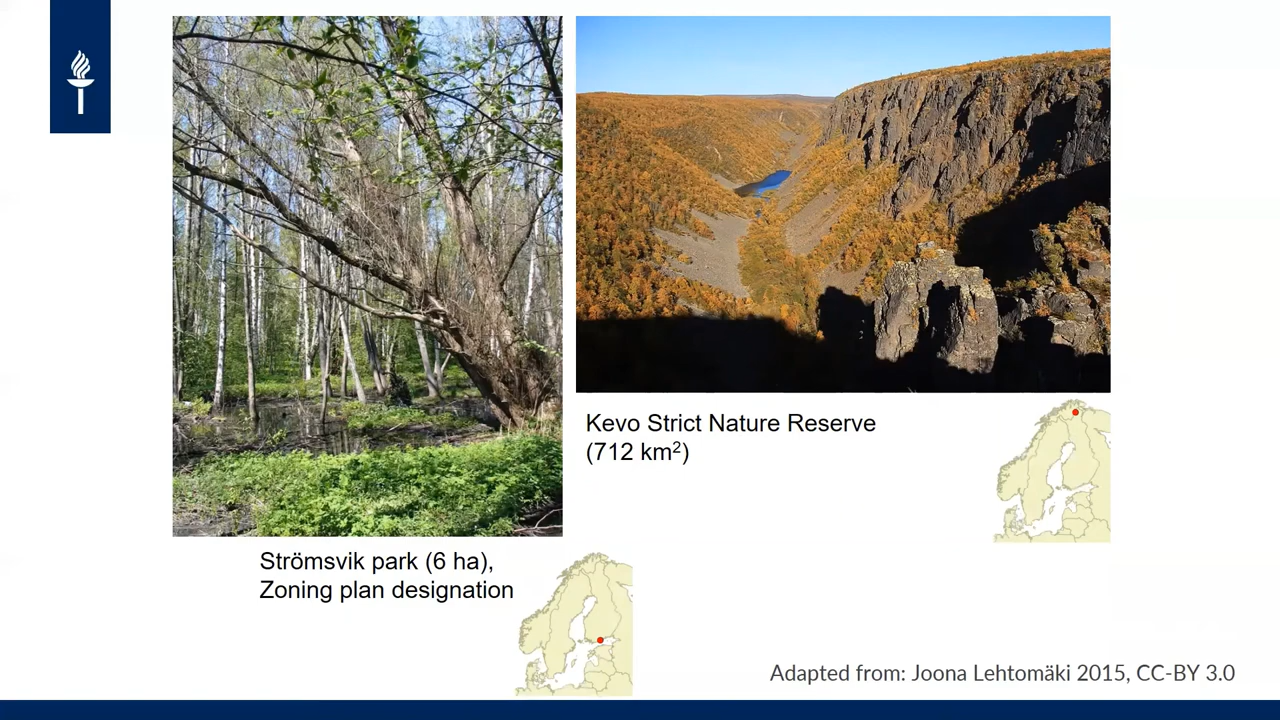 Kevo Strict Nature Reserve
(712 km²)
Strömsvik park (6 ha),
Zoning plan designation
Adapted from: Joona Lehtomäki 2015, CC-BY 3.0